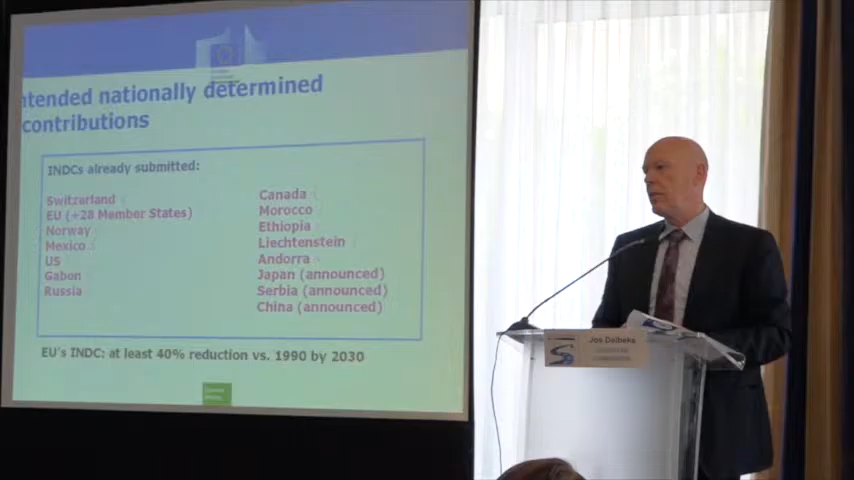 ntended nationally determined
contributions
INDCs already submitted:
Switzerland
EU (+28 Member States)
Norway
Mexico
US
Gabon
Russia
Canada
Morocco
Ethiopia
Liechtenstein
Andorra
Japan (announced)
Serbia (announced)
China (announced)
EU's INDC: at least 40% reduction vs. 1990 by 2030
Jos Delbeke